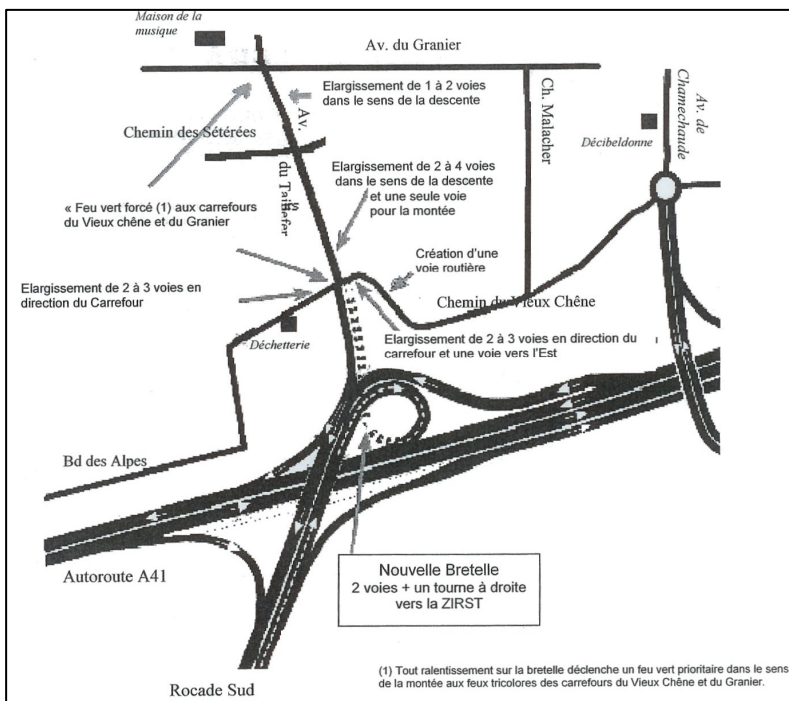 Maison de la
musique
Av. du Granier
Elargissement de 1 à 2 voies
dans le sens de la descente
Av.
du Taillefer
Chemin des Sétérées
Ch. Malacher
Av. de
Chamechaude
Décibeldonne
Elargissement de 2 à 4 voies
dans le sens de la descente
et une seule voie
pour la montée
« Feu vert forcé (1) aux carrefours
du Vieux chêne et du Granier
Création d'une
voie routière
Elargissement de 2 à 3 voies en
direction du Carrefour
Chemin du Vieux Chêne
Déchetterie
Elargissement de 2 à 3 voies en direction du
carrefour et une voie vers l'Est
Bd des Alpes
Autoroute A41
Nouvelle Bretelle
2 voies + un tourne à droite
vers la ZIRST
Rocade Sud
(1) Tout ralentissement sur la bretelle déclenche un feu vert prioritaire dans le sens
de la montée aux feux tricolores des carrefours du Vieux Chêne et du Granier.